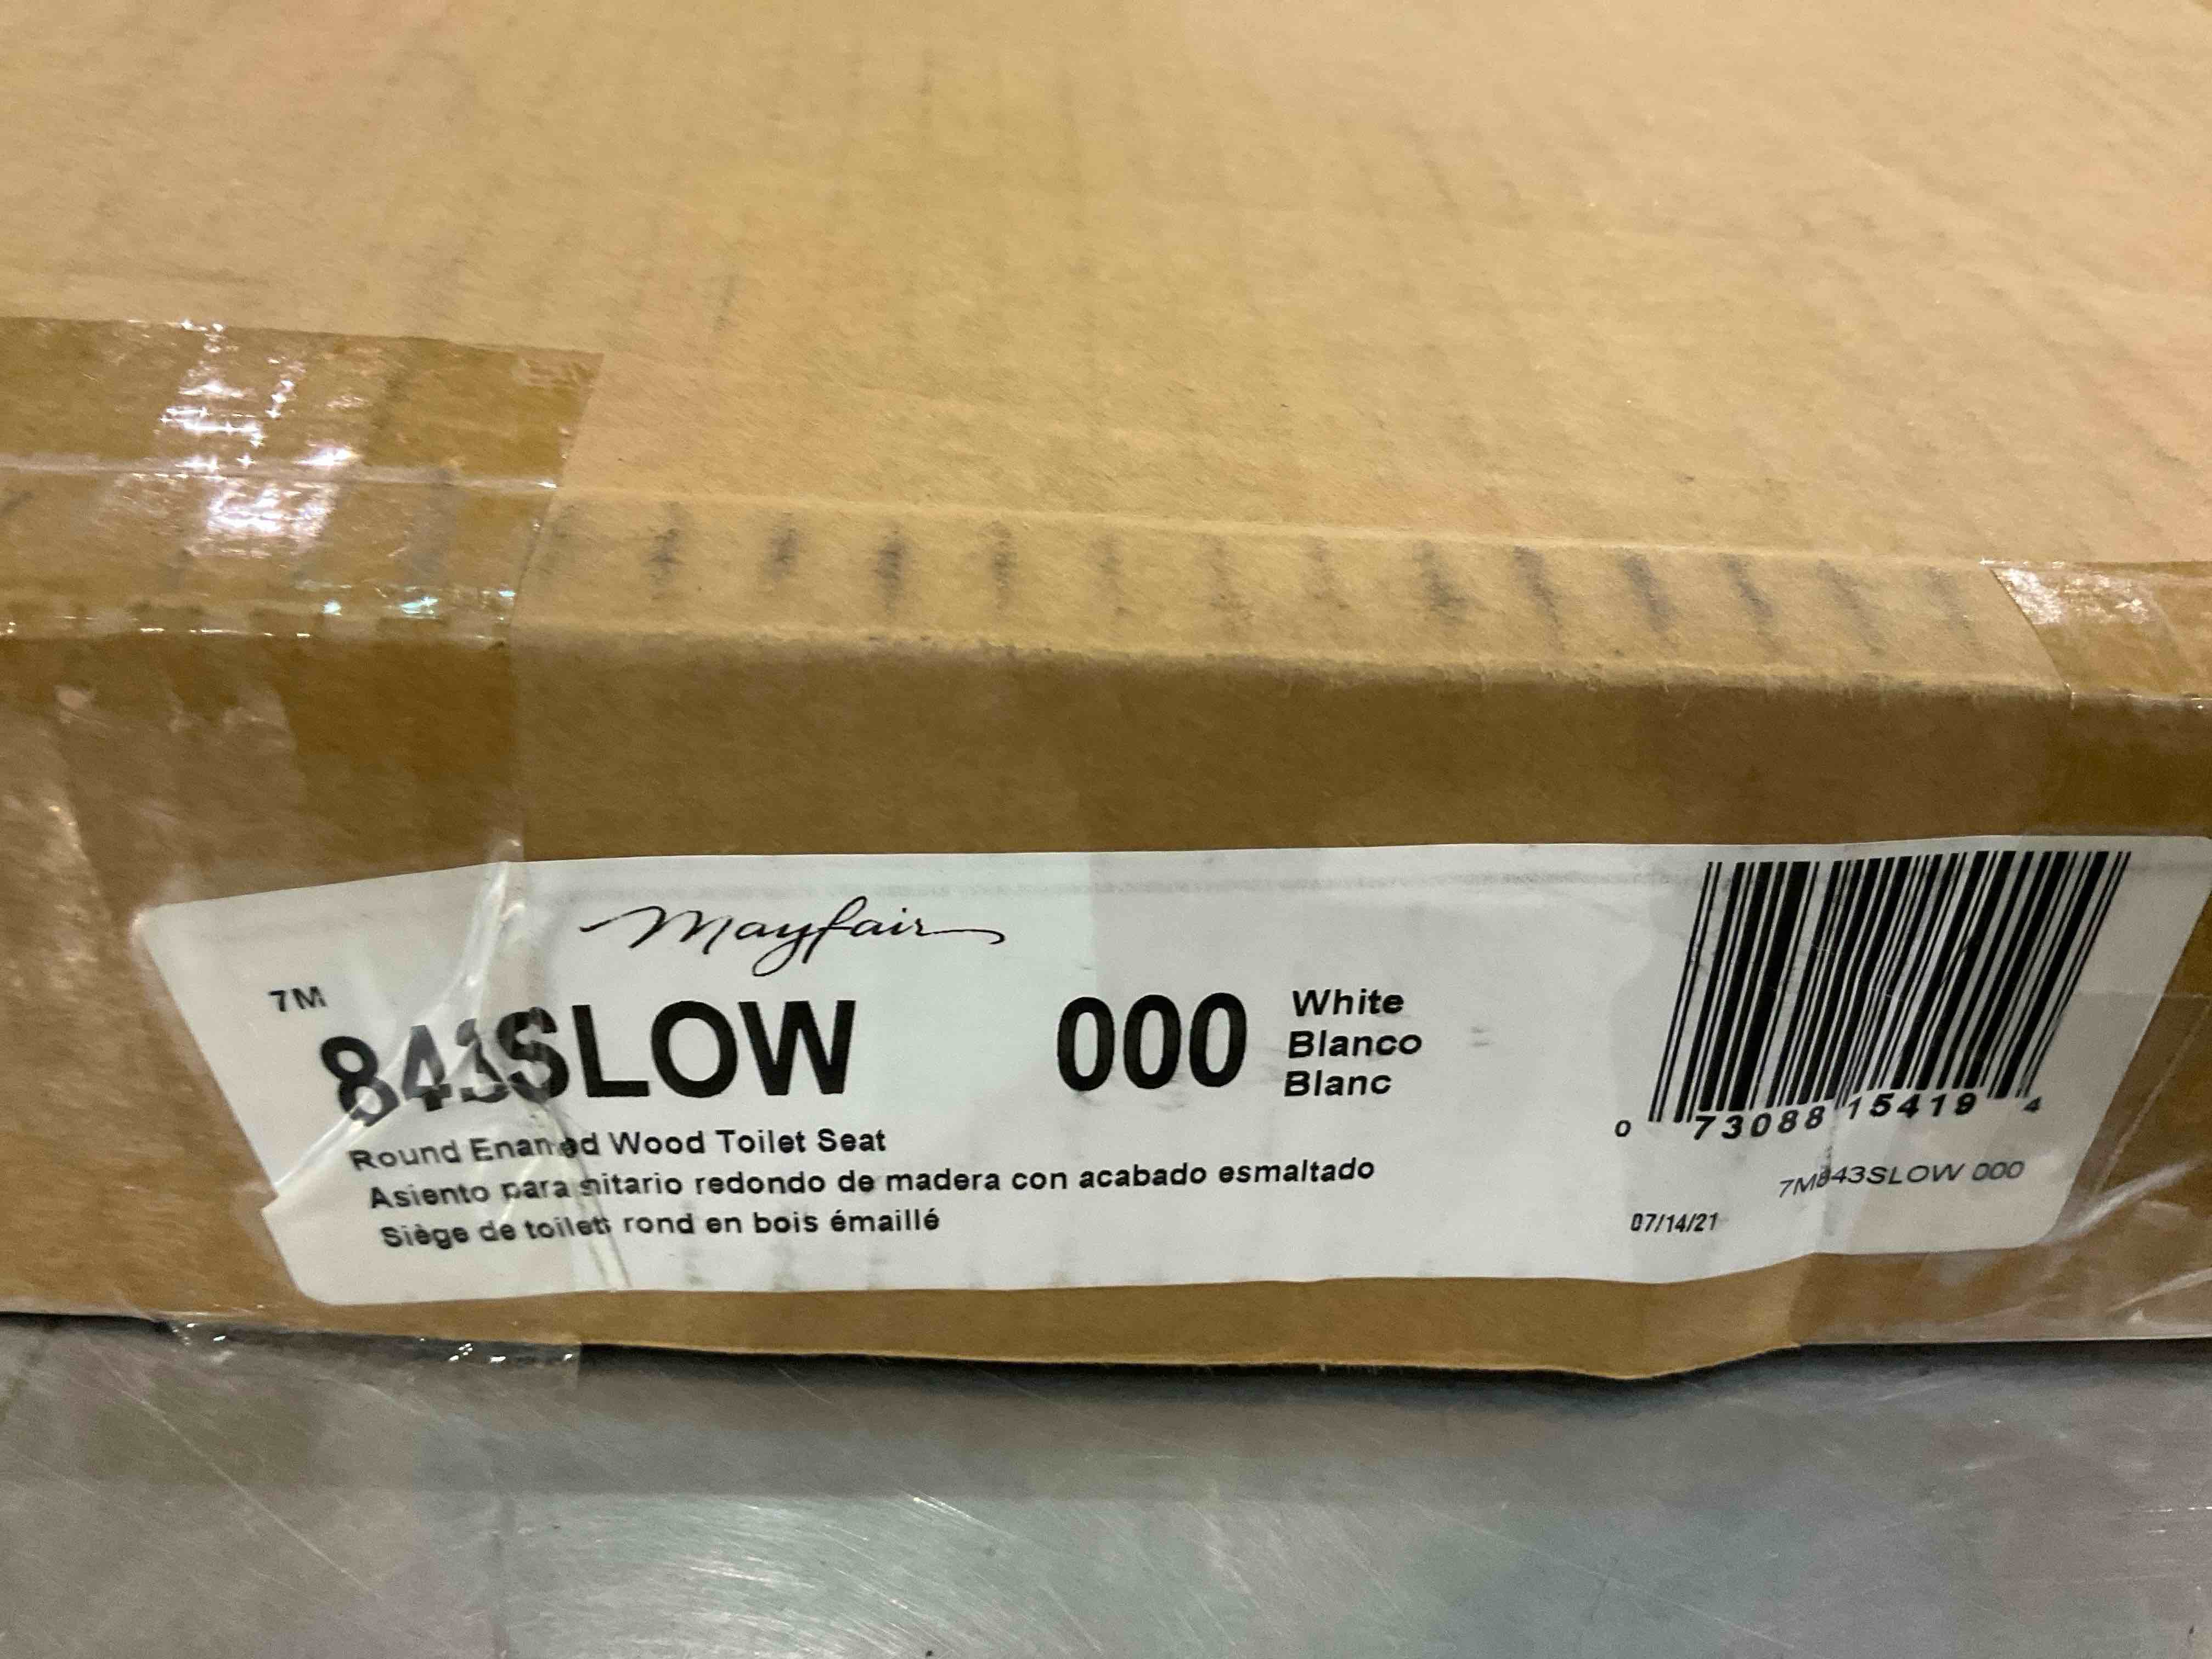 Mayfair
7M
843SLOW 000
White
Blanco
Blanc
Round Enameled Wood Toilet Seat
Asiento para sanitario redondo de madera con acabado esmaltado
Siège de toilette rond en bois émaillé
0 73088 15419 4
7M843SLOW 000
07/14/21